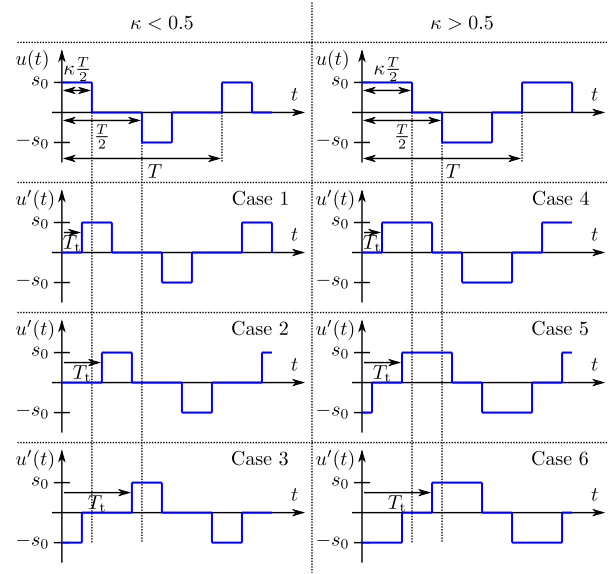 κ < 0.5
κ > 0.5
u(t)
s₀
−s₀
κ T/2
T/2
T
t
u(t)
s₀
−s₀
κ T/2
T/2
T
t
u′(t)
Case 1
s₀
−s₀
Tₜ
t
u′(t)
Case 4
s₀
−s₀
Tₜ
t
u′(t)
Case 2
s₀
−s₀
Tₜ
t
u′(t)
Case 5
s₀
−s₀
Tₜ
t
u′(t)
Case 3
s₀
−s₀
Tₜ
t
u′(t)
Case 6
s₀
−s₀
Tₜ
t